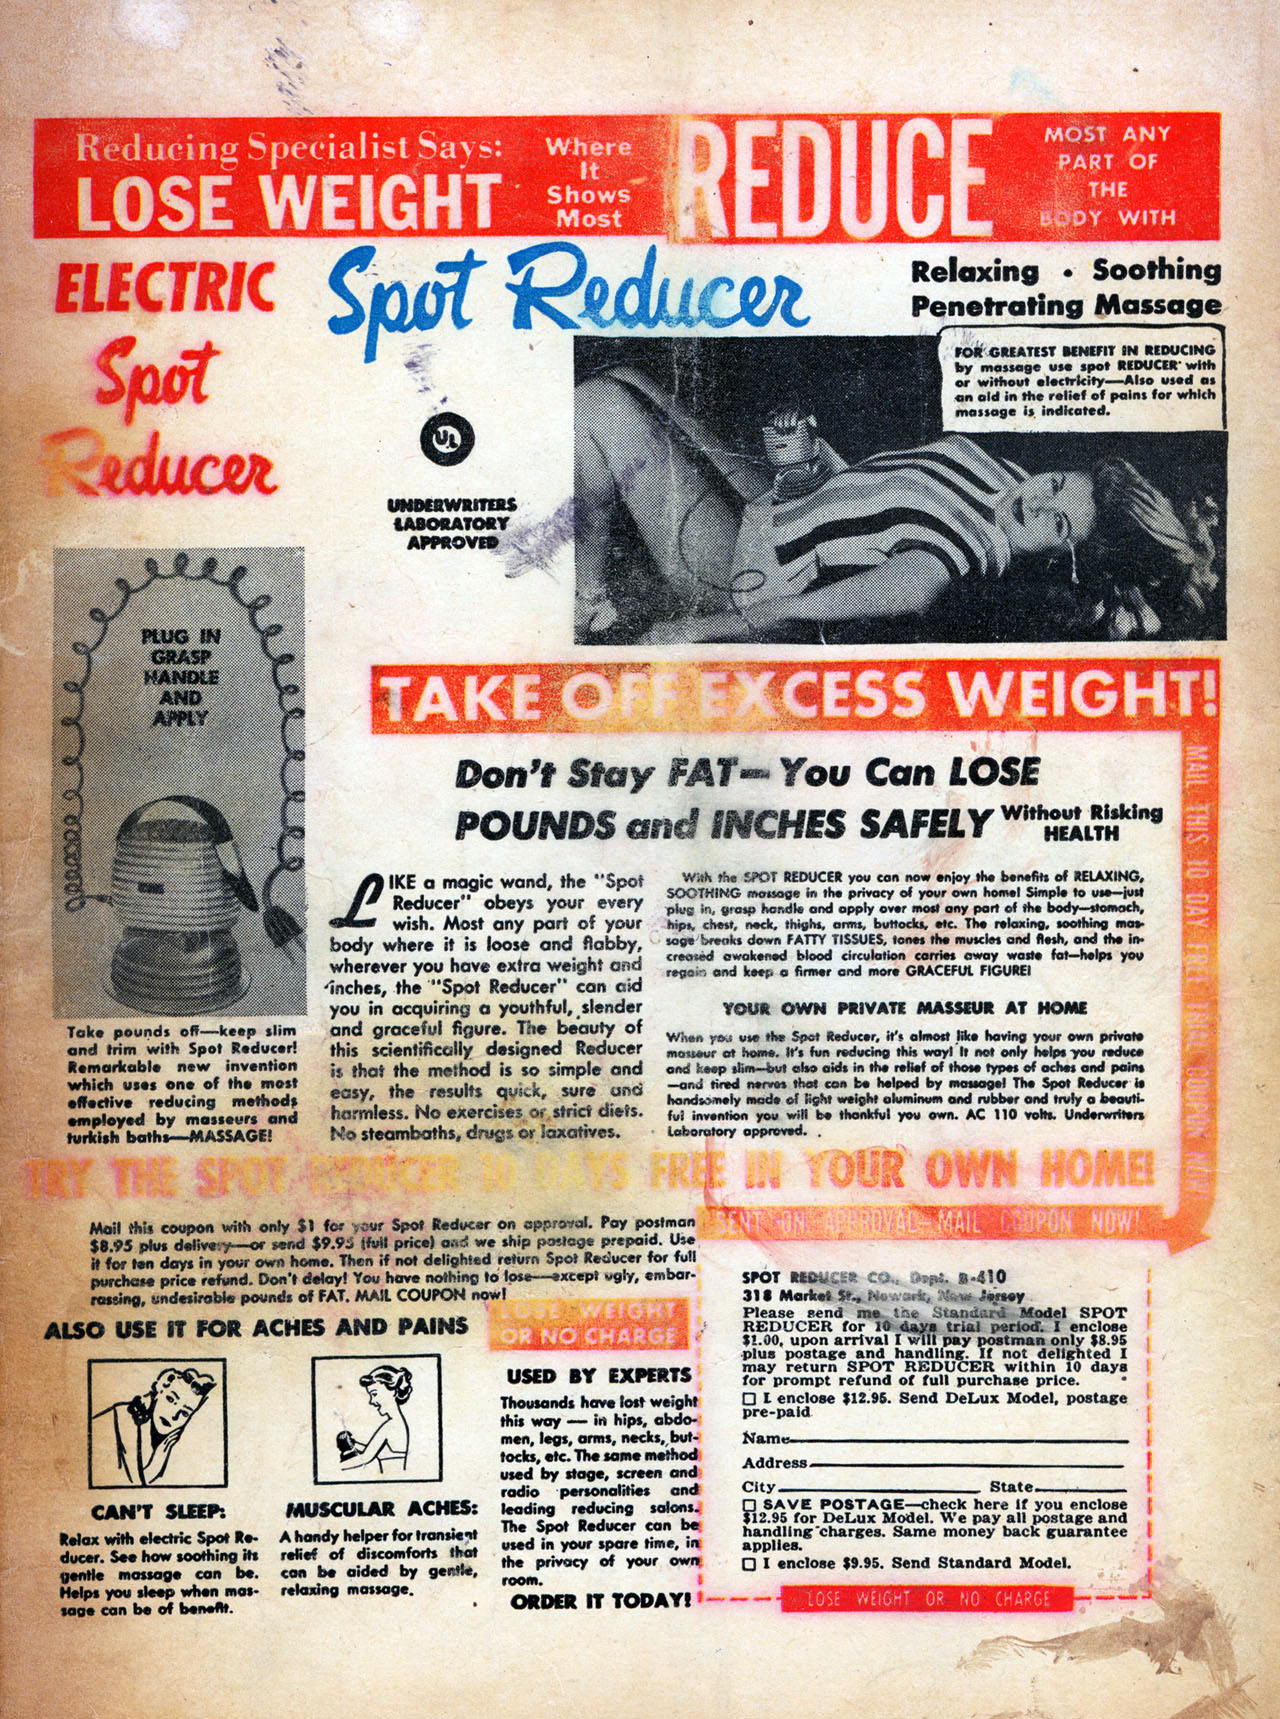 Reducing Specialist Says:
LOSE WEIGHT
Where
It
Shows
Most
REDUCE
MOST ANY
PART OF
THE
BODY WITH
ELECTRIC
Spot
Reducer
Spot Reducer
Relaxing • Soothing
Penetrating Massage
UL
UNDERWRITERS
LABORATORY
APPROVED
FOR GREATEST BENEFIT IN REDUCING
by massage use spot REDUCER with
or without electricity—Also used as
an aid in the relief of pains for which
massage is indicated.
PLUG IN
GRASP
HANDLE
AND
APPLY
Take pounds off—keep slim
and trim with Spot Reducer!
Remarkable new invention
which uses one of the most
effective reducing methods
employed by masseurs and
turkish baths—MASSAGE!
TAKE OFF EXCESS WEIGHT!
Don't Stay FAT—You Can LOSE
POUNDS and INCHES SAFELY Without Risking
HEALTH
LIKE a magic wand, the "Spot
Reducer" obeys your every
wish. Most any part of your
body where it is loose and flabby,
wherever you have extra weight and
inches, the "Spot Reducer" can aid
you in acquiring a youthful, slender
and graceful figure. The beauty of
this scientifically designed Reducer
is that the method is so simple and
easy, the results quick, sure and
harmless. No exercises or strict diets.
No steambaths, drugs or laxatives.
With the SPOT REDUCER you can now enjoy the benefits of RELAXING,
SOOTHING massage in the privacy of your own home! Simple to use—just
plug in, grasp handle and apply over most any part of the body—stomach,
hips, chest, neck, thighs, arms, buttocks, etc. The relaxing, soothing mas-
sage breaks down FATTY TISSUES, tones the muscles and flesh, and the in-
creased awakened blood circulation carries away waste fat—helps you
regain and keep a firmer and more GRACEFUL FIGURE!
YOUR OWN PRIVATE MASSEUR AT HOME
When you use the Spot Reducer, it's almost like having your own private
masseur at home. It's fun reducing this way! It not only helps you reduce
and keep slim—but also aids in the relief of those types of aches and pains
—and tired nerves that can be helped by massage! The Spot Reducer is
handsomely made of light weight aluminum and rubber and truly a beauti-
ful invention you will be thankful you own. AC 110 volts. Underwriters
Laboratory approved.
MAIL THIS 10 DAY FREE TRIAL COUPON NOW!
TRY THE SPOT REDUCER 10 DAYS FREE IN YOUR OWN HOME!
Mail this coupon with only $1 for your Spot Reducer on approval. Pay postman
$8.95 plus delivery—or send $9.95 (full price) and we ship postage prepaid. Use
it for ten days in your own home. Then if not delighted return Spot Reducer for full
purchase price refund. Don't delay! You have nothing to lose—except ugly, embar-
rassing, undesirable pounds of FAT. MAIL COUPON now!
ALSO USE IT FOR ACHES AND PAINS
CAN'T SLEEP:
Relax with electric Spot Re-
ducer. See how soothing its
gentle massage can be.
Helps you sleep when mas-
sage can be of benefit.
MUSCULAR ACHES:
A handy helper for transient
relief of discomforts that
can be aided by gentle,
relaxing massage.
LOSE WEIGHT
OR NO CHARGE
USED BY EXPERTS
Thousands have lost weight
this way — in hips, abdo-
men, legs, arms, necks, but-
tocks, etc. The same method
used by stage, screen and
radio personalities and
leading reducing salons.
The Spot Reducer can be
used in your spare time, in
the privacy of your own
room.
ORDER IT TODAY!
SENT ON APPROVAL—MAIL COUPON NOW!
SPOT REDUCER CO., Dept. B-410
318 Market St., Newark, New Jersey
Please send me the Standard Model SPOT
REDUCER for 10 days trial period. I enclose
$1.00, upon arrival I will pay postman only $8.95
plus postage and handling. If not delighted I
may return SPOT REDUCER within 10 days
for prompt refund of full purchase price.
☐ I enclose $12.95. Send DeLux Model, postage
pre-paid
Name
Address
City State
☐ SAVE POSTAGE—check here if you enclose
$12.95 for DeLux Model. We pay all postage and
handling charges. Same money back guarantee
applies.
☐ I enclose $9.95. Send Standard Model.
LOSE WEIGHT OR NO CHARGE